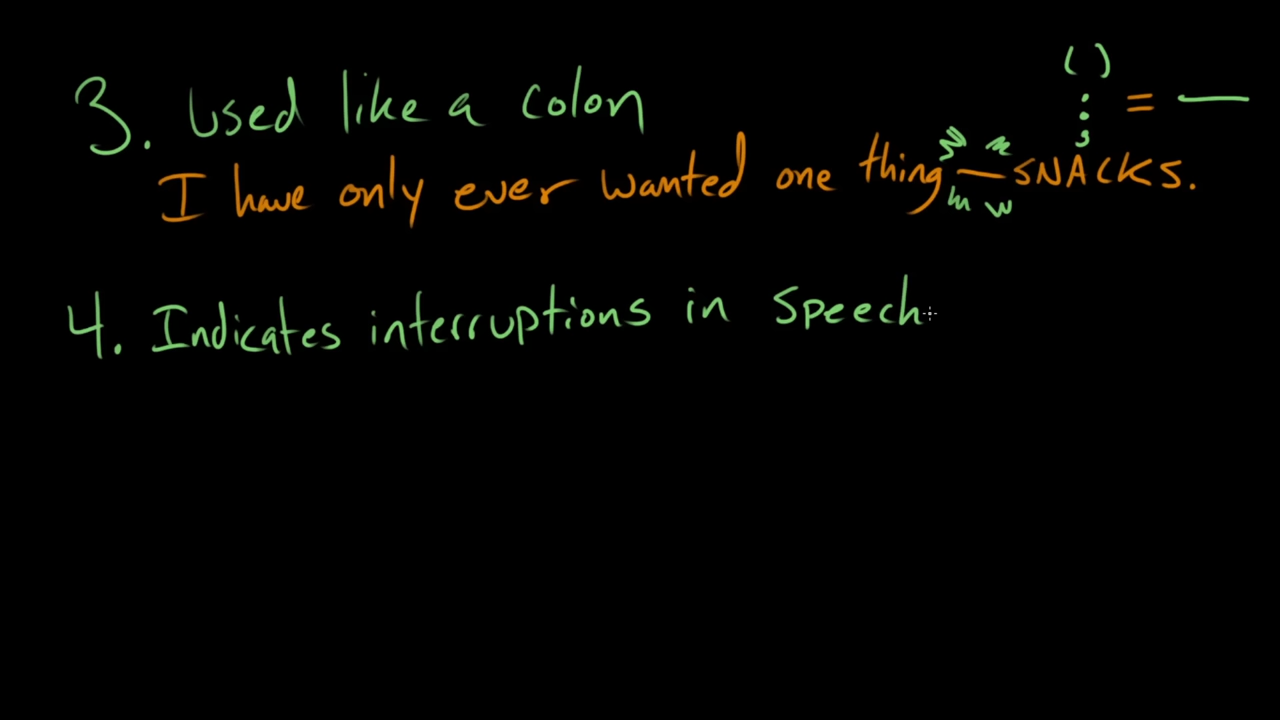 3. Used like a colon
( )
: ; = —
I have only ever wanted one thing — SNACKS.
4. Indicates interruptions in speech